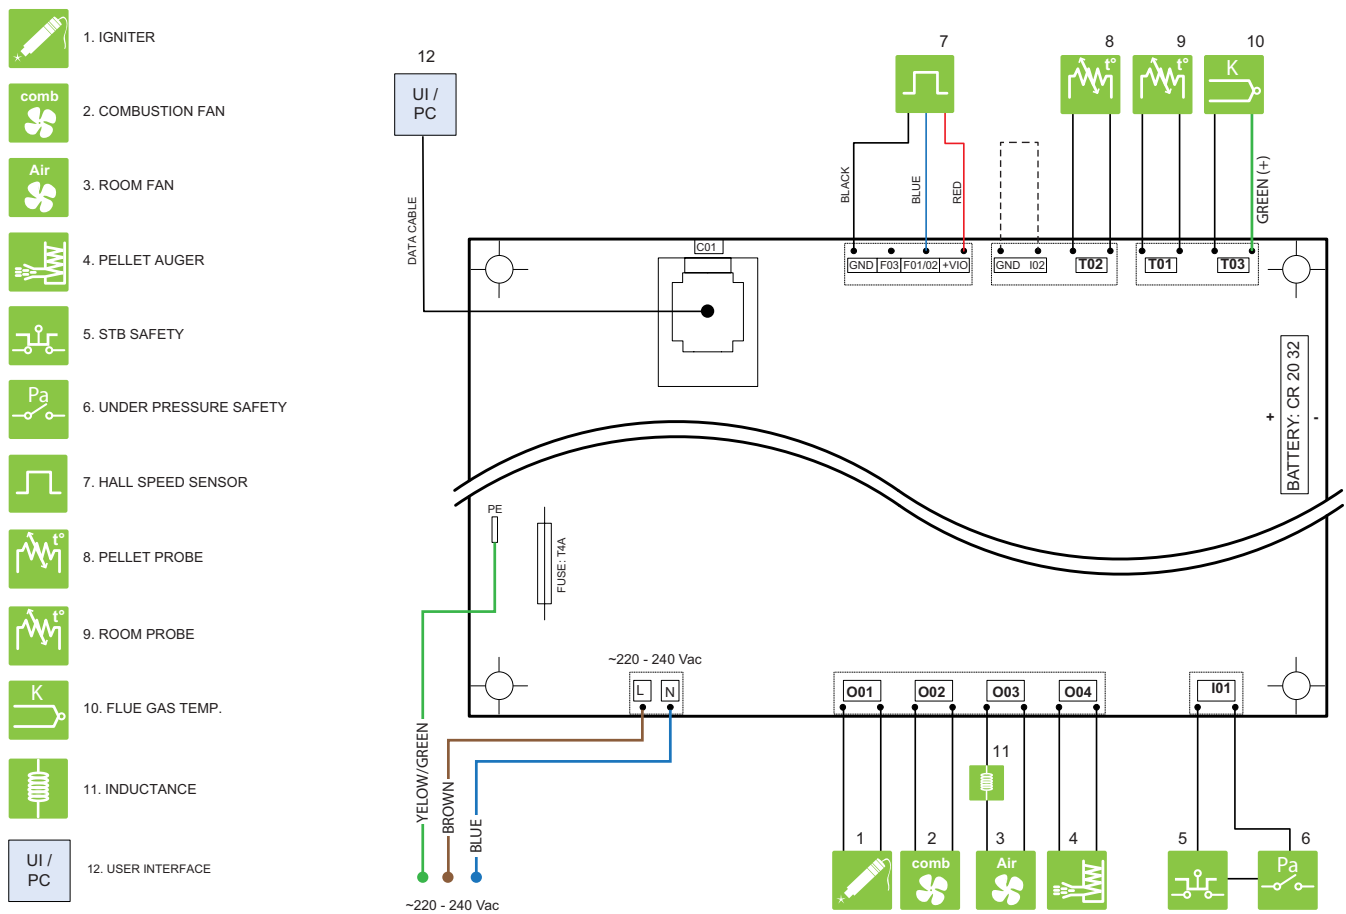 1. IGNITER
comb
2. COMBUSTION FAN
Air
3. ROOM FAN
4. PELLET AUGER
5. STB SAFETY
Pa
6. UNDER PRESSURE SAFETY
7. HALL SPEED SENSOR
t°
8. PELLET PROBE
t°
9. ROOM PROBE
K
10. FLUE GAS TEMP.
11. INDUCTANCE
UI /
PC
12. USER INTERFACE
12
UI /
PC
DATA CABLE
7
8
t°
9
t°
10
K
BLACK
BLUE
RED
GREEN (+)
C01
GND F03 F01/02 +VIO
GND I02 T02
T01 T03
BATTERY: CR 20 32
+
-
PE
FUSE: T4A
~220 - 240 Vac
L N
O01 O02 O03 O04
I01
YELOW/GREEN
BROWN
BLUE
~220 - 240 Vac
11
1
2
comb
3
Air
4
5
6
Pa